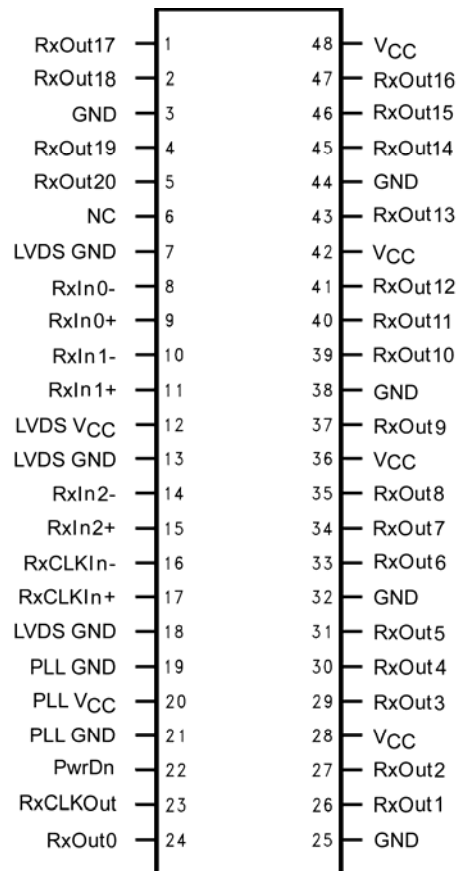 RxOut17 1 48 VCC
RxOut18 2 47 RxOut16
GND 3 46 RxOut15
RxOut19 4 45 RxOut14
RxOut20 5 44 GND
NC 6 43 RxOut13
LVDS GND 7 42 VCC
RxIn0- 8 41 RxOut12
RxIn0+ 9 40 RxOut11
RxIn1- 10 39 RxOut10
RxIn1+ 11 38 GND
LVDS VCC 12 37 RxOut9
LVDS GND 13 36 VCC
RxIn2- 14 35 RxOut8
RxIn2+ 15 34 RxOut7
RxCLKIn- 16 33 RxOut6
RxCLKIn+ 17 32 GND
LVDS GND 18 31 RxOut5
PLL GND 19 30 RxOut4
PLL VCC 20 29 RxOut3
PLL GND 21 28 VCC
PwrDn 22 27 RxOut2
RxCLKOut 23 26 RxOut1
RxOut0 24 25 GND